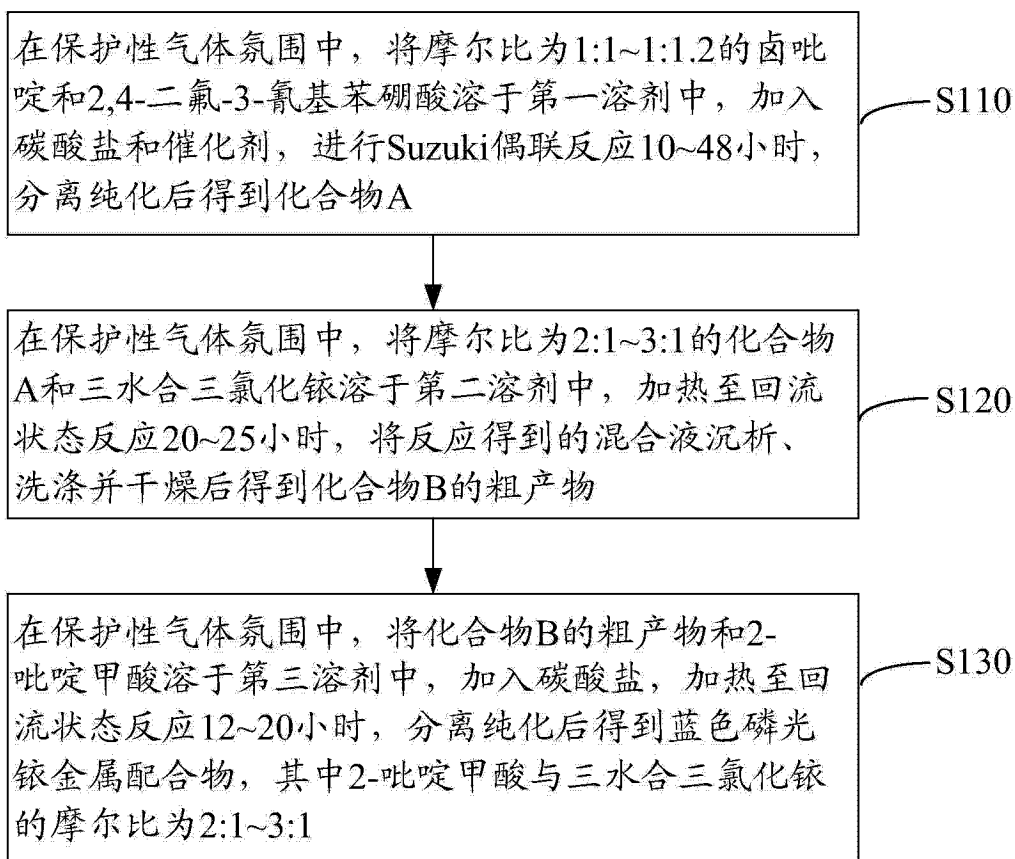 在保护性气体氛围中，将摩尔比为1:1~1:1.2的卤吡
啶和2,4-二氟-3-氰基苯硼酸溶于第一溶剂中，加入
碳酸盐和催化剂，进行Suzuki偶联反应10~48小时，
分离纯化后得到化合物A
S110
在保护性气体氛围中，将摩尔比为2:1~3:1的化合物
A和三水合三氯化铱溶于第二溶剂中，加热至回流
状态反应20~25小时，将反应得到的混合液沉析、
洗涤并干燥后得到化合物B的粗产物
S120
在保护性气体氛围中，将化合物B的粗产物和2-
吡啶甲酸溶于第三溶剂中，加入碳酸盐，加热至回
流状态反应12~20小时，分离纯化后得到蓝色磷光
铱金属配合物，其中2-吡啶甲酸与三水合三氯化铱
的摩尔比为2:1~3:1
S130